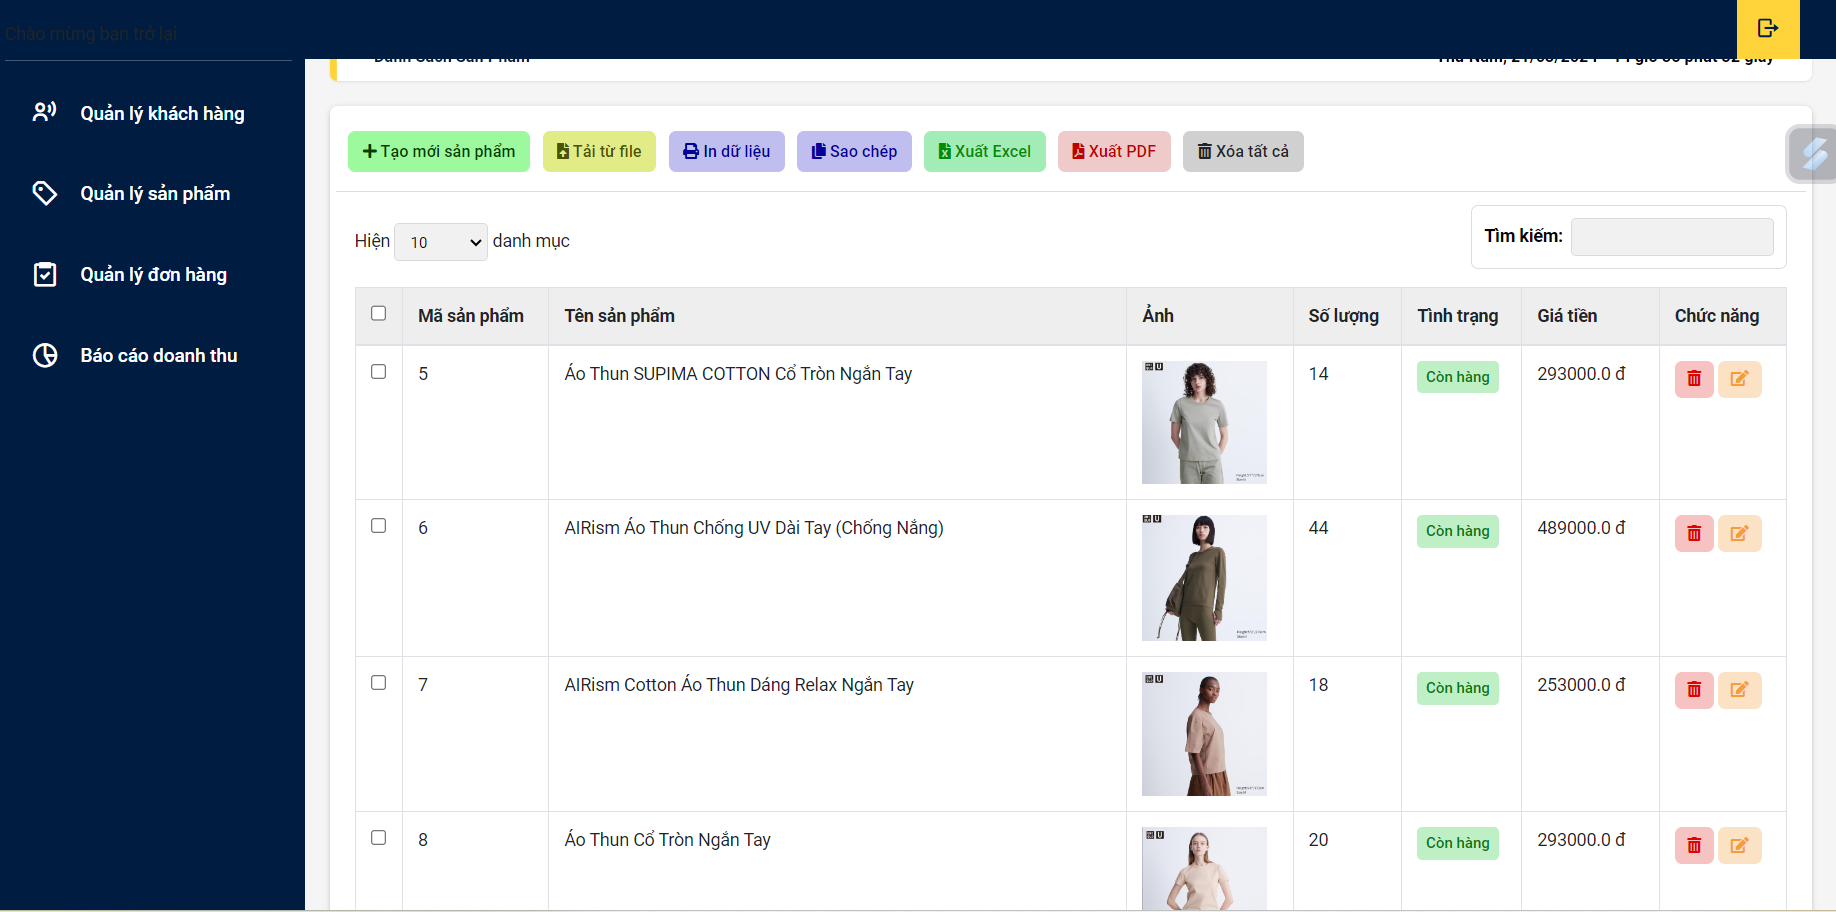 Chào mừng bạn trở lại
Quản lý khách hàng
Quản lý sản phẩm
Quản lý đơn hàng
Báo cáo doanh thu
Danh Sách Sản Phẩm
Tạo mới sản phẩm Tải từ file In dữ liệu Sao chép Xuất Excel Xuất PDF Xóa tất cả
Hiện 10 danh mục
Tìm kiếm:
Mã sản phẩm Tên sản phẩm Ảnh Số lượng Tình trạng Giá tiền Chức năng
5 Áo Thun SUPIMA COTTON Cổ Tròn Ngắn Tay 14 Còn hàng 293000.0 đ
6 AIRism Áo Thun Chống UV Dài Tay (Chống Nắng) 44 Còn hàng 489000.0 đ
7 AIRism Cotton Áo Thun Dáng Relax Ngắn Tay 18 Còn hàng 253000.0 đ
8 Áo Thun Cổ Tròn Ngắn Tay 20 Còn hàng 293000.0 đ